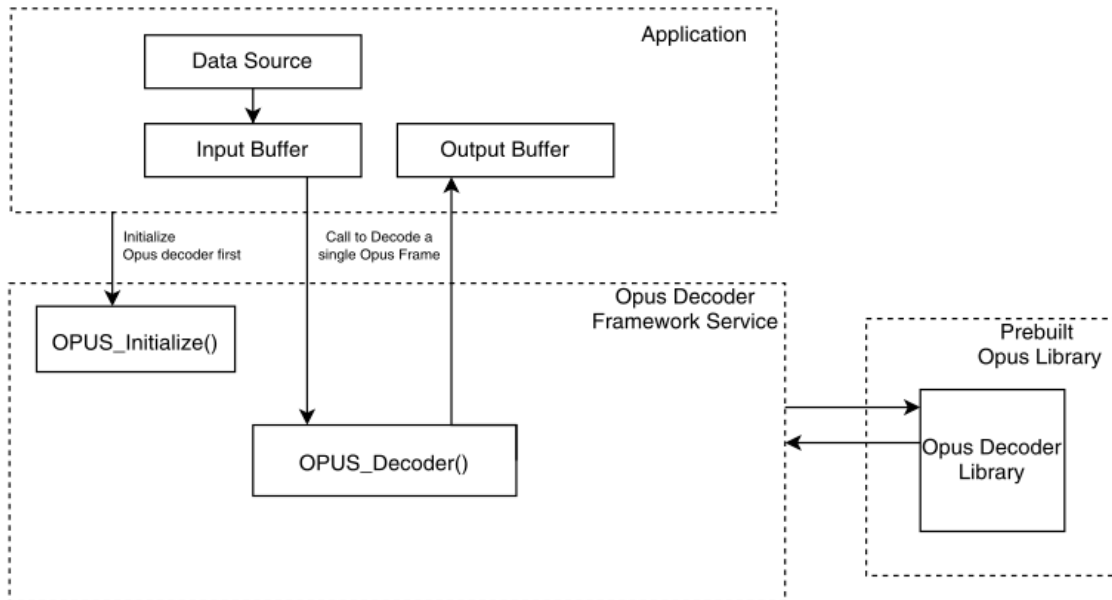 Application
Data Source
Input Buffer
Output Buffer
Initialize
Opus decoder first
Call to Decode a
single Opus Frame
Opus Decoder
Framework Service
OPUS_Initialize()
OPUS_Decoder()
Prebuilt
Opus Library
Opus Decoder
Library